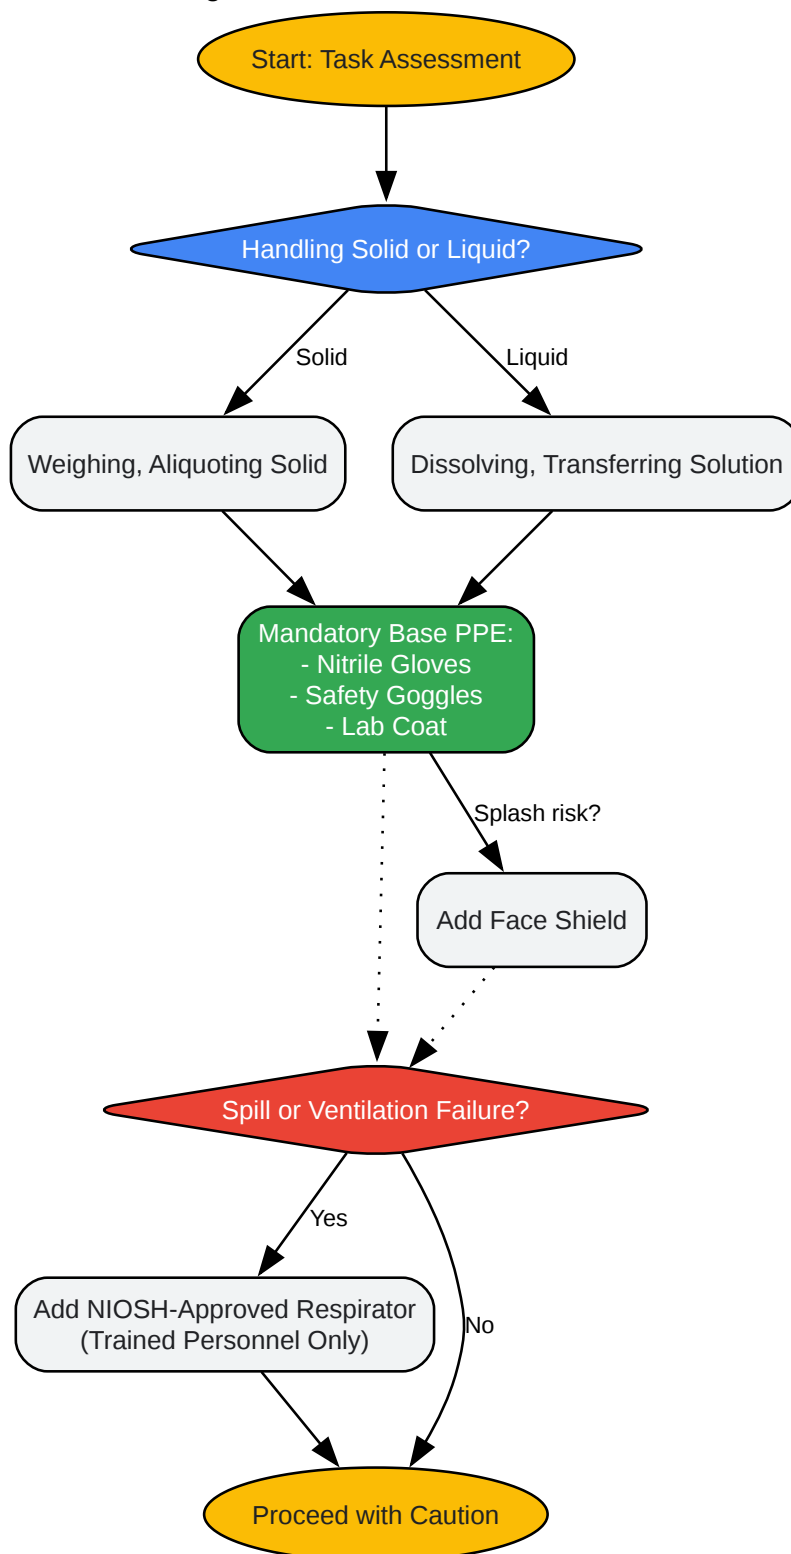 Start: Task Assessment
Handling Solid or Liquid?
Solid
Liquid
Weighing, Aliquoting Solid
Dissolving, Transferring Solution
Mandatory Base PPE:
- Nitrile Gloves
- Safety Goggles
- Lab Coat
Splash risk?
Add Face Shield
Spill or Ventilation Failure?
Yes
Add NIOSH-Approved Respirator
(Trained Personnel Only)
No
Proceed with Caution